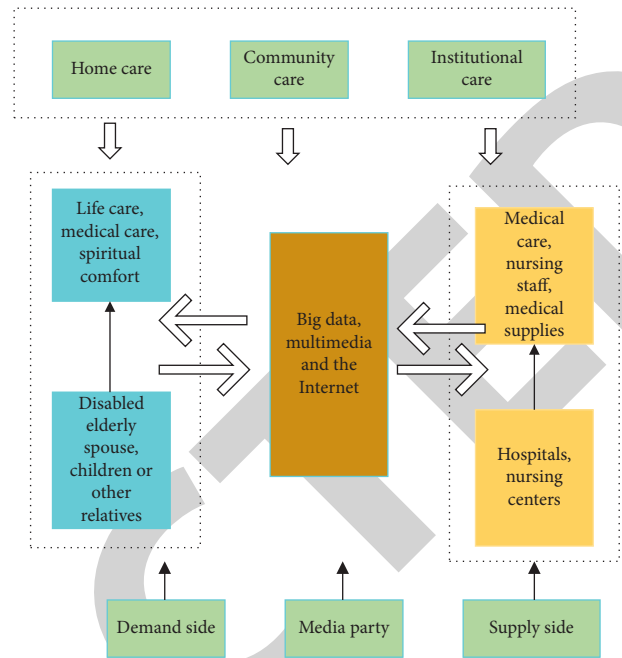 Home care
Community
care
Institutional
care
Life care,
medical care,
spiritual
comfort
Big data,
multimedia
and the
Internet
Medical
care,
nursing
staff,
medical
supplies
Disabled
elderly
spouse,
children or
other
relatives
Hospitals,
nursing
centers
Demand side
Media party
Supply side